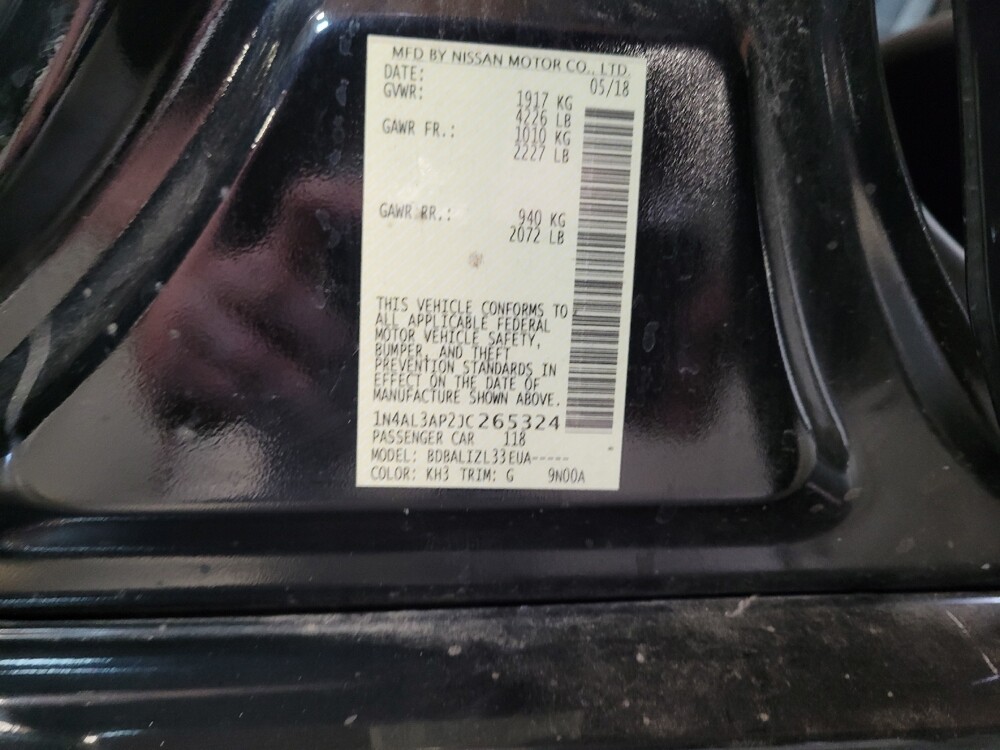 MFD BY NISSAN MOTOR CO., LTD.
DATE: 05/18
GVWR: 1917 KG
4226 LB
GAWR FR.: 1010 KG
2227 LB
GAWR RR.: 940 KG
2072 LB
THIS VEHICLE CONFORMS TO
ALL APPLICABLE FEDERAL
MOTOR VEHICLE SAFETY,
BUMPER, AND THEFT
PREVENTION STANDARDS IN
EFFECT ON THE DATE OF
MANUFACTURE SHOWN ABOVE.
1N4AL3AP2JC265324
PASSENGER CAR 118
MODEL: BDBALIZL33EUA-----
COLOR: KH3 TRIM: G 9N00A